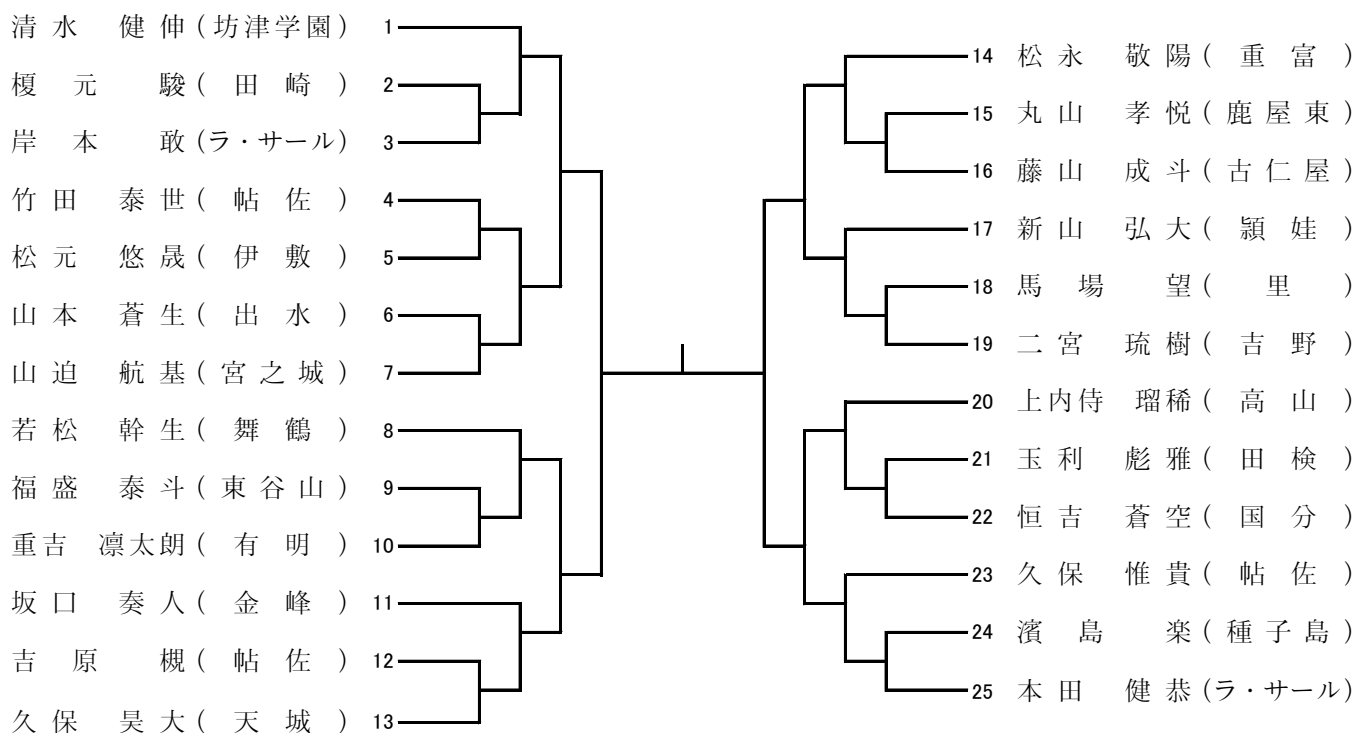 清水 健伸(坊津学園) 1
榎元 駿(田崎) 2
岸本 敢(ラ・サール) 3
竹田 泰世(帖佐) 4
松元 悠晟(伊敷) 5
山本 蒼生(出水) 6
山迫 航基(宮之城) 7
若松 幹生(舞鶴) 8
福盛 泰斗(東谷山) 9
重吉 凛太朗(有明) 10
坂口 奏人(金峰) 11
吉原 槻(帖佐) 12
久保 昊大(天城) 13
14 松永 敬陽(重富)
15 丸山 孝悦(鹿屋東)
16 藤山 成斗(古仁屋)
17 新山 弘大(頴娃)
18 馬場 望(里)
19 二宮 琉樹(吉野)
20 上内侍 瑠稀(高山)
21 玉利 彪雅(田検)
22 恒吉 蒼空(国分)
23 久保 惟貴(帖佐)
24 濱島 楽(種子島)
25 本田 健恭(ラ・サール)